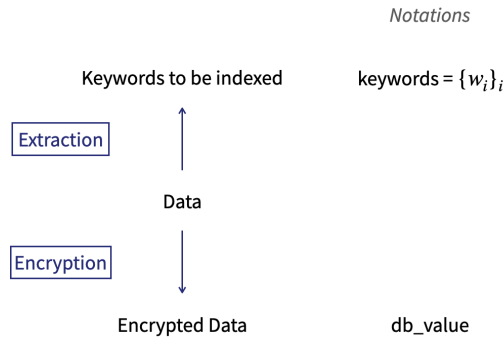 Notations
Keywords to be indexed keywords = {w_i}_i
Extraction
Data
Encryption
Encrypted Data db_value